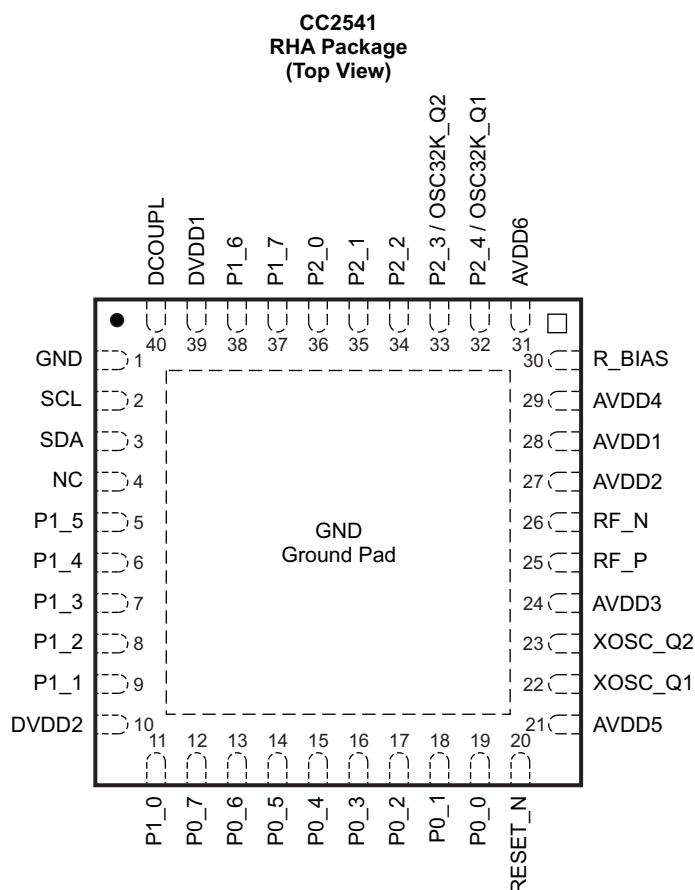 CC2541
RHA Package
(Top View)
DCOUPL
DVDD1
P1_6
P1_7
P2_0
P2_1
P2_2
P2_3 / OSC32K_Q2
P2_4 / OSC32K_Q1
AVDD6
40 39 38 37 36 35 34 33 32 31
GND 1 30 R_BIAS
SCL 2 29 AVDD4
SDA 3 28 AVDD1
NC 4 27 AVDD2
P1_5 5 26 RF_N
P1_4 6 25 RF_P
P1_3 7 24 AVDD3
P1_2 8 23 XOSC_Q2
P1_1 9 22 XOSC_Q1
DVDD2 10 21 AVDD5
GND
Ground Pad
11 12 13 14 15 16 17 18 19 20
P1_0
P0_7
P0_6
P0_5
P0_4
P0_3
P0_2
P0_1
P0_0
RESET_N